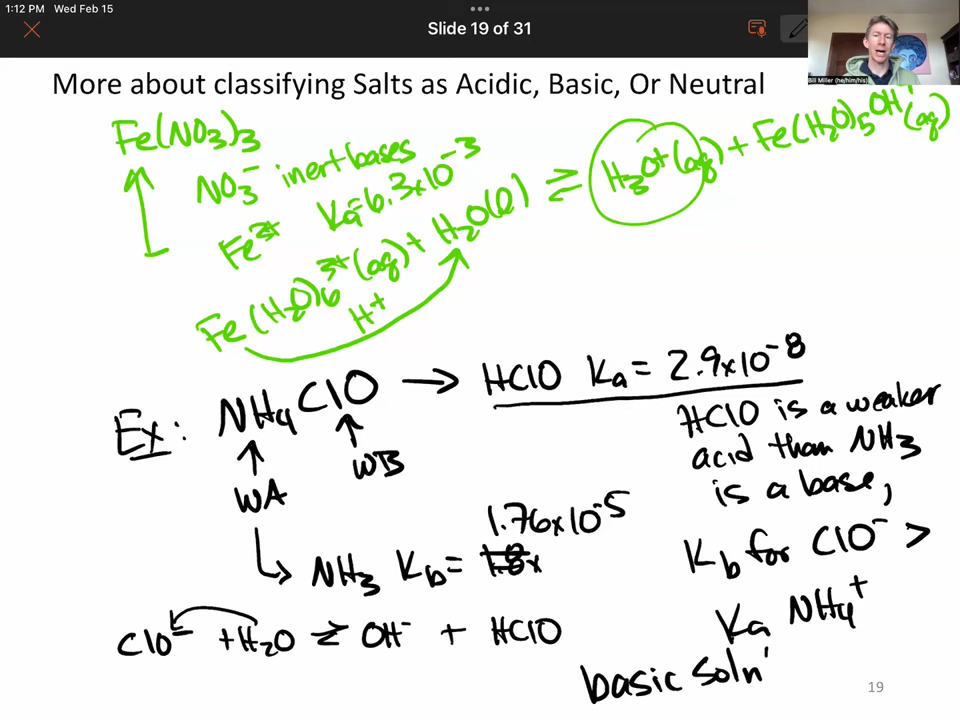 1:12 PM Wed Feb 15
Slide 19 of 31
Bill Miller (he/him/his)
More about classifying Salts as Acidic, Basic, Or Neutral
Fe(NO3)3
NO3⁻ inert bases
Fe³⁺ Ka=6.3x10⁻³
Fe(H2O)6³⁺(aq) + H2O(l) ⇌ H3O⁺(aq) + Fe(H2O)5OH (aq)
H⁺
Ex: NH4ClO → HClO Ka = 2.9x10⁻⁸
WA
WB
HClO is a weaker
acid than NH3
is a base,
Kb for ClO⁻ >
Ka NH4⁺
basic soln'
1.76x10⁻⁵
NH3 Kb = 1.8x
ClO⁻ + H2O ⇌ OH⁻ + HClO
19